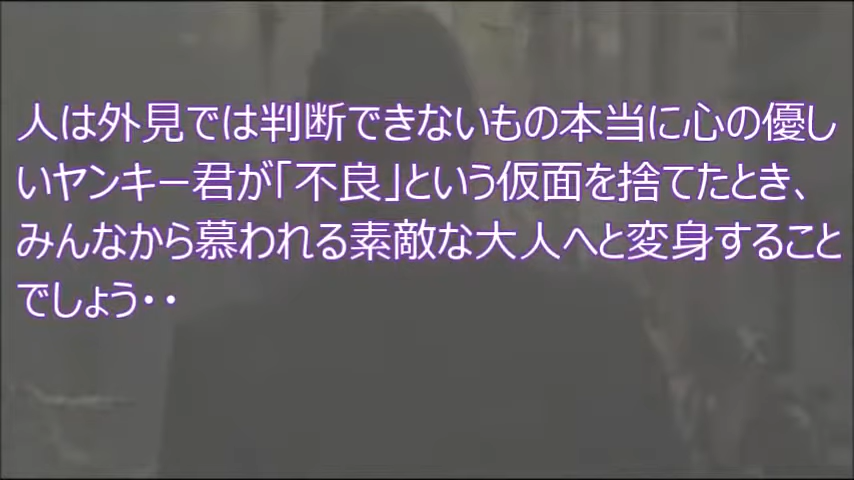 人は外見では判断できないもの本当に心の優し
いヤンキー君が｢不良｣という仮面を捨てたとき、
みんなから慕われる素敵な大人へと変身すること
でしょう・・